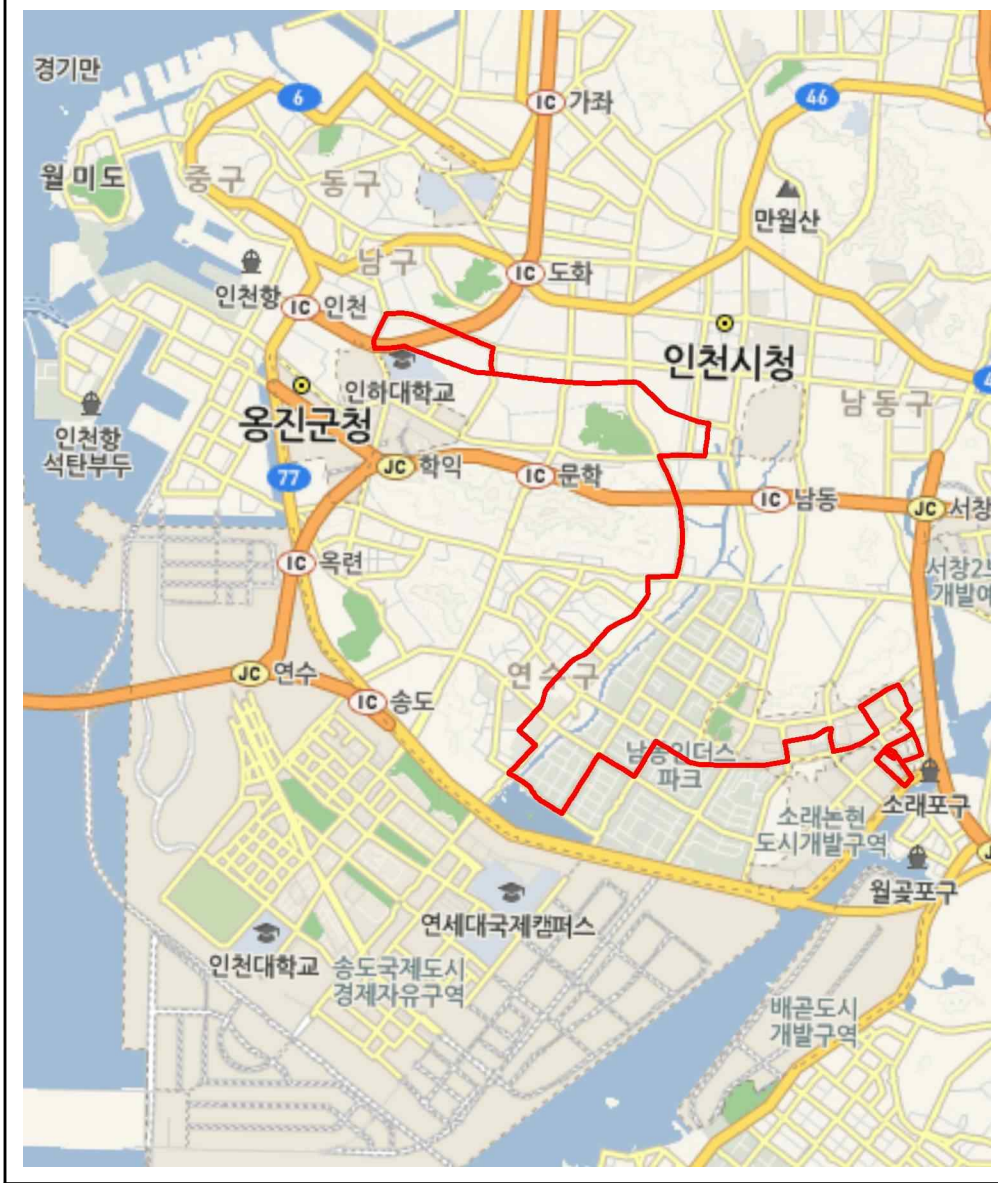 경기만
6
IC 가좌
46
월미도
중구
동구
만월산
남구
인천항
IC 인천
IC 도화
인천시청
인하대학교
옹진군청
남동구
인천항
석탄부두
77
JC 학익
IC 문학
IC 남동
JC 서창
IC 옥련
서창2
개발예
연수구
JC 연수
IC 송도
남동인더스
파크
소래포구
소래논현
도시개발구역
월곶포구
연세대국제캠퍼스
인천대학교
송도국제도시
경제자유구역
배곧도시
개발구역